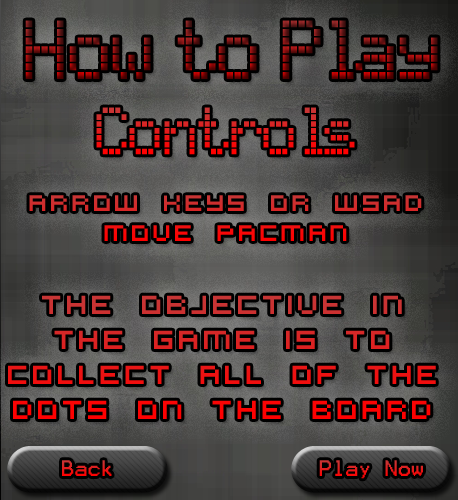 How to Play
Controls
ARROW KEYS OR WSAD
MOVE PACMAN
THE OBJECTIVE IN
THE GAME IS TO
COLLECT ALL OF THE
DOTS ON THE BOARD
Back
Play Now